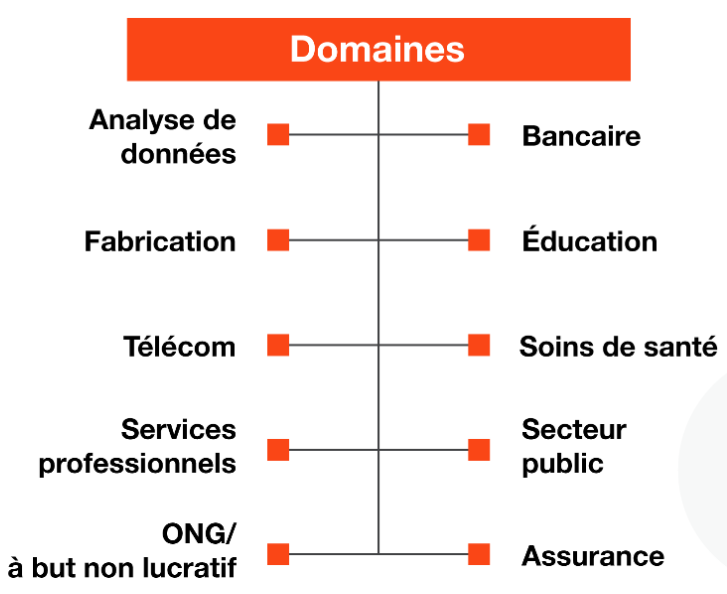 Domaines
Analyse de
données
Bancaire
Fabrication
Éducation
Télécom
Soins de santé
Services
professionnels
Secteur
public
ONG/
à but non lucratif
Assurance